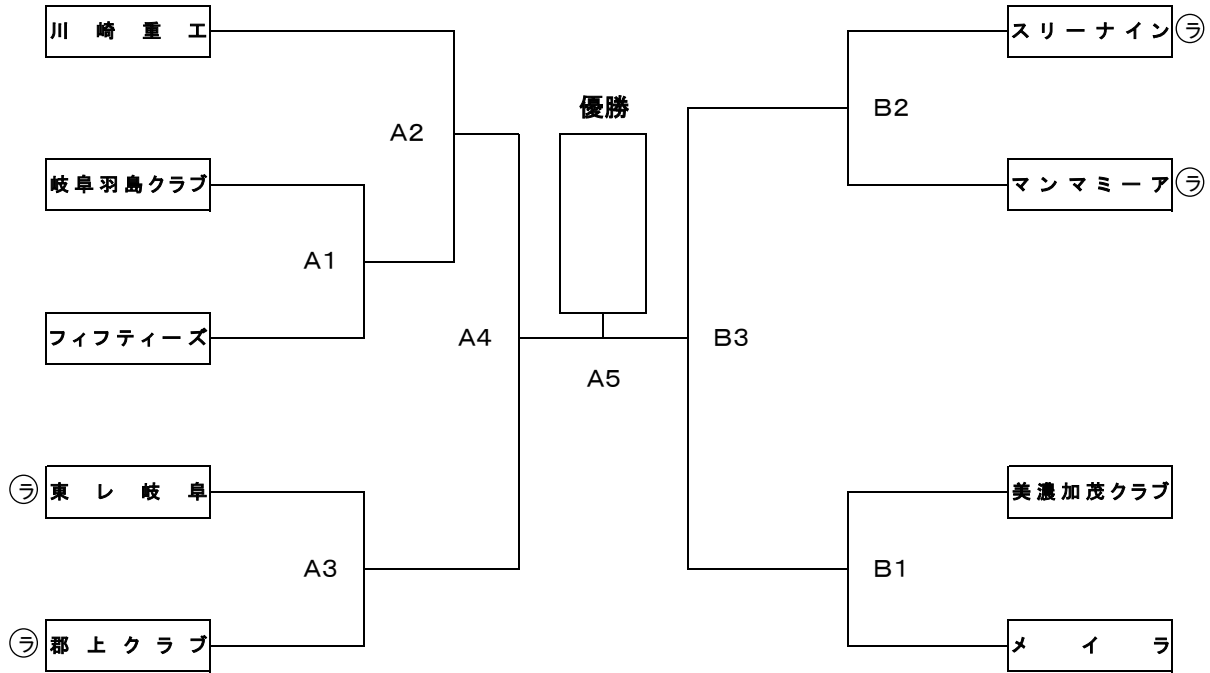 川崎重工
岐阜羽島クラブ
フィフティーズ
㋶ 東レ岐阜
㋶ 郡上クラブ
A2
A1
A3
A4
優勝
A5
B3
B2
B1
スリーナイン ㋶
マンマミーア ㋶
美濃加茂クラブ
メイラ